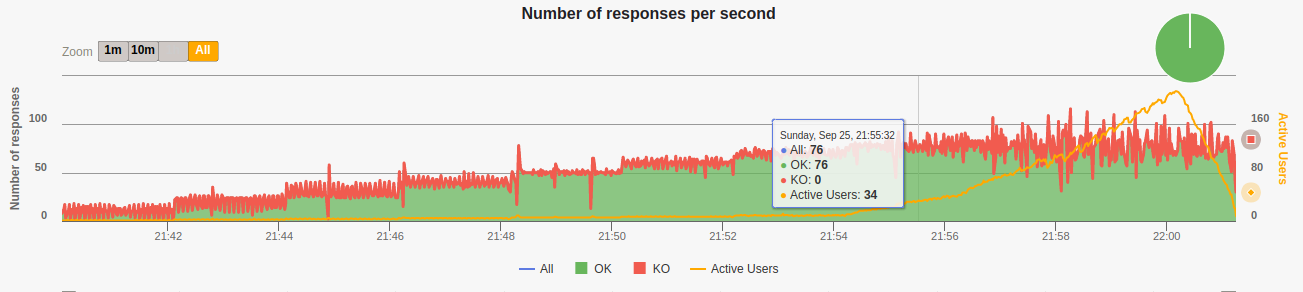 Number of responses per second
Zoom 1m 10m All
Number of responses
100
50
0
160
80
0
Active Users
Sunday, Sep 25, 21:55:32
All: 76
OK: 76
KO: 0
Active Users: 34
21:42 21:44 21:46 21:48 21:50 21:52 21:54 21:56 21:58 22:00
All OK KO Active Users